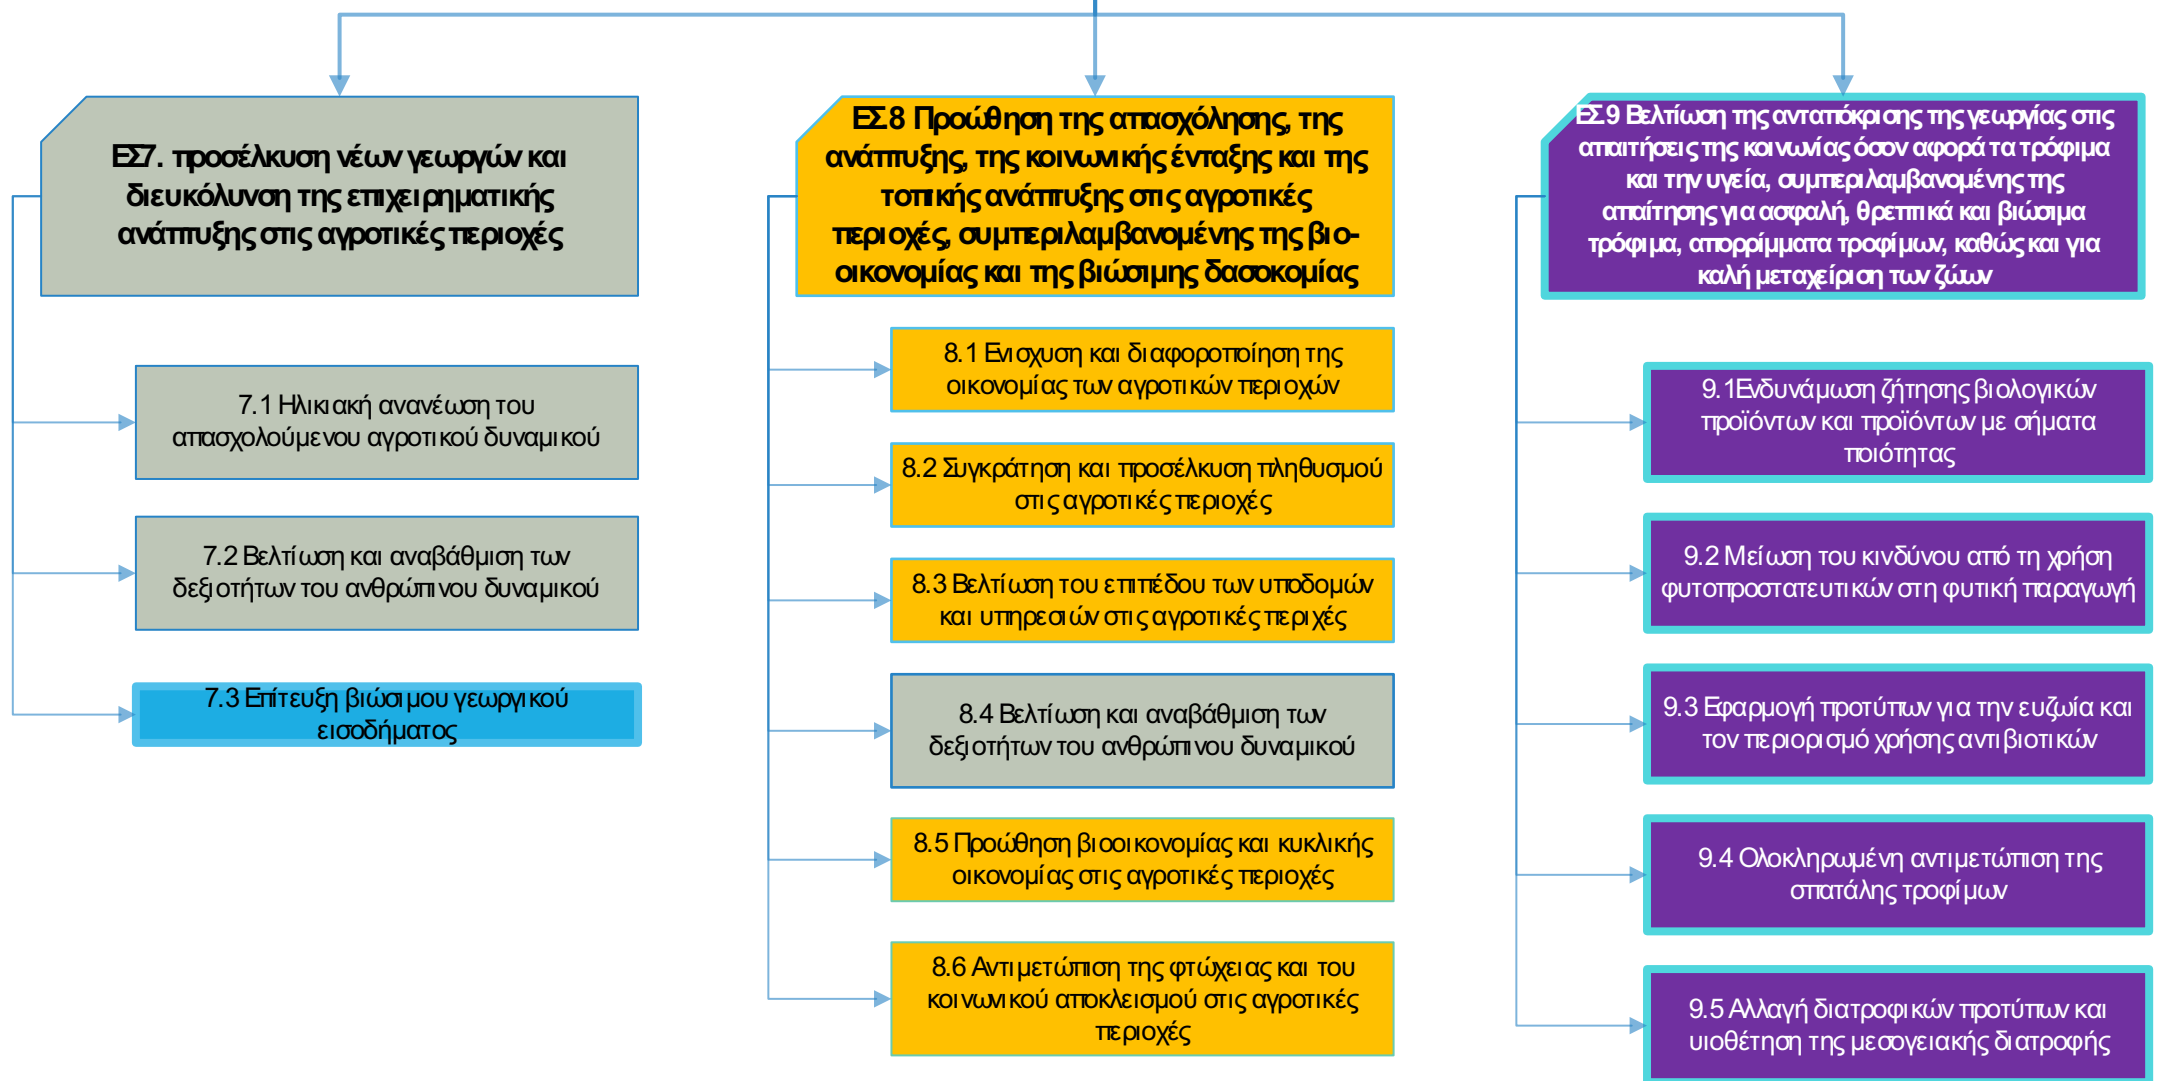 ΕΣ7. προσέλκυση νέων γεωργών και
διευκόλυνση της επιχειρηματικής
ανάπτυξης στις αγροτικές περιοχές
7.1 Ηλικιακή ανανέωση του
απασχολούμενου αγροτικού δυναμικού
7.2 Βελτίωση και αναβάθμιση των
δεξιοτήτων του ανθρώπινου δυναμικού
7.3 Επίτευξη βιώσιμου γεωργικού
εισοδήματος
ΕΣ8 Προώθηση της απασχόλησης, της
ανάπτυξης, της κοινωνικής ένταξης και της
τοπικής ανάπτυξης στις αγροτικές
περιοχές, συμπεριλαμβανομένης της βιο-
οικονομίας και της βιώσιμης δασοκομίας
8.1 Ενισχυση και διαφοροποίηση της
οικονομίας των αγροτικών περιοχών
8.2 Συγκράτηση και προσέλκυση πληθυσμού
στις αγροτικές περιοχές
8.3 Βελτίωση του επιπέδου των υποδομών
και υπηρεσιών στις αγροτικές περιχές
8.4 Βελτίωση και αναβάθμιση των
δεξιοτήτων του ανθρώπινου δυναμικού
8.5 Προώθηση βιοοικονομίας και κυκλικής
οικονομίας στις αγροτικές περιοχές
8.6 Αντιμετώπιση της φτώχειας και του
κοινωνικού αποκλεισμού στις αγροτικές
περιοχές
ΕΣ9 Βελτίωση της ανταπόκρισης της γεωργίας στις
απαιτήσεις της κοινωνίας όσον αφορά τα τρόφιμα
και την υγεία, συμπεριλαμβανομένης της
απαίτησης για ασφαλή, θρεπτικά και βιώσιμα
τρόφιμα, απορρίμματα τροφίμων, καθώς και για
καλή μεταχείριση των ζώων
9.1Ενδυνάμωση ζήτησης βιολογικών
προϊόντων και προϊόντων με σήματα
ποιότητας
9.2 Μείωση του κινδύνου από τη χρήση
φυτοπροστατευτικών στη φυτική παραγωγή
9.3 Εφαρμογή προτύπων για την ευζωία και
τον περιορισμό χρήσης αντιβιοτικών
9.4 Ολοκληρωμένη αντιμετώπιση της
σπατάλης τροφίμων
9.5 Αλλαγή διατροφικών προτύπων και
υιοθέτηση της μεσογειακής διατροφής